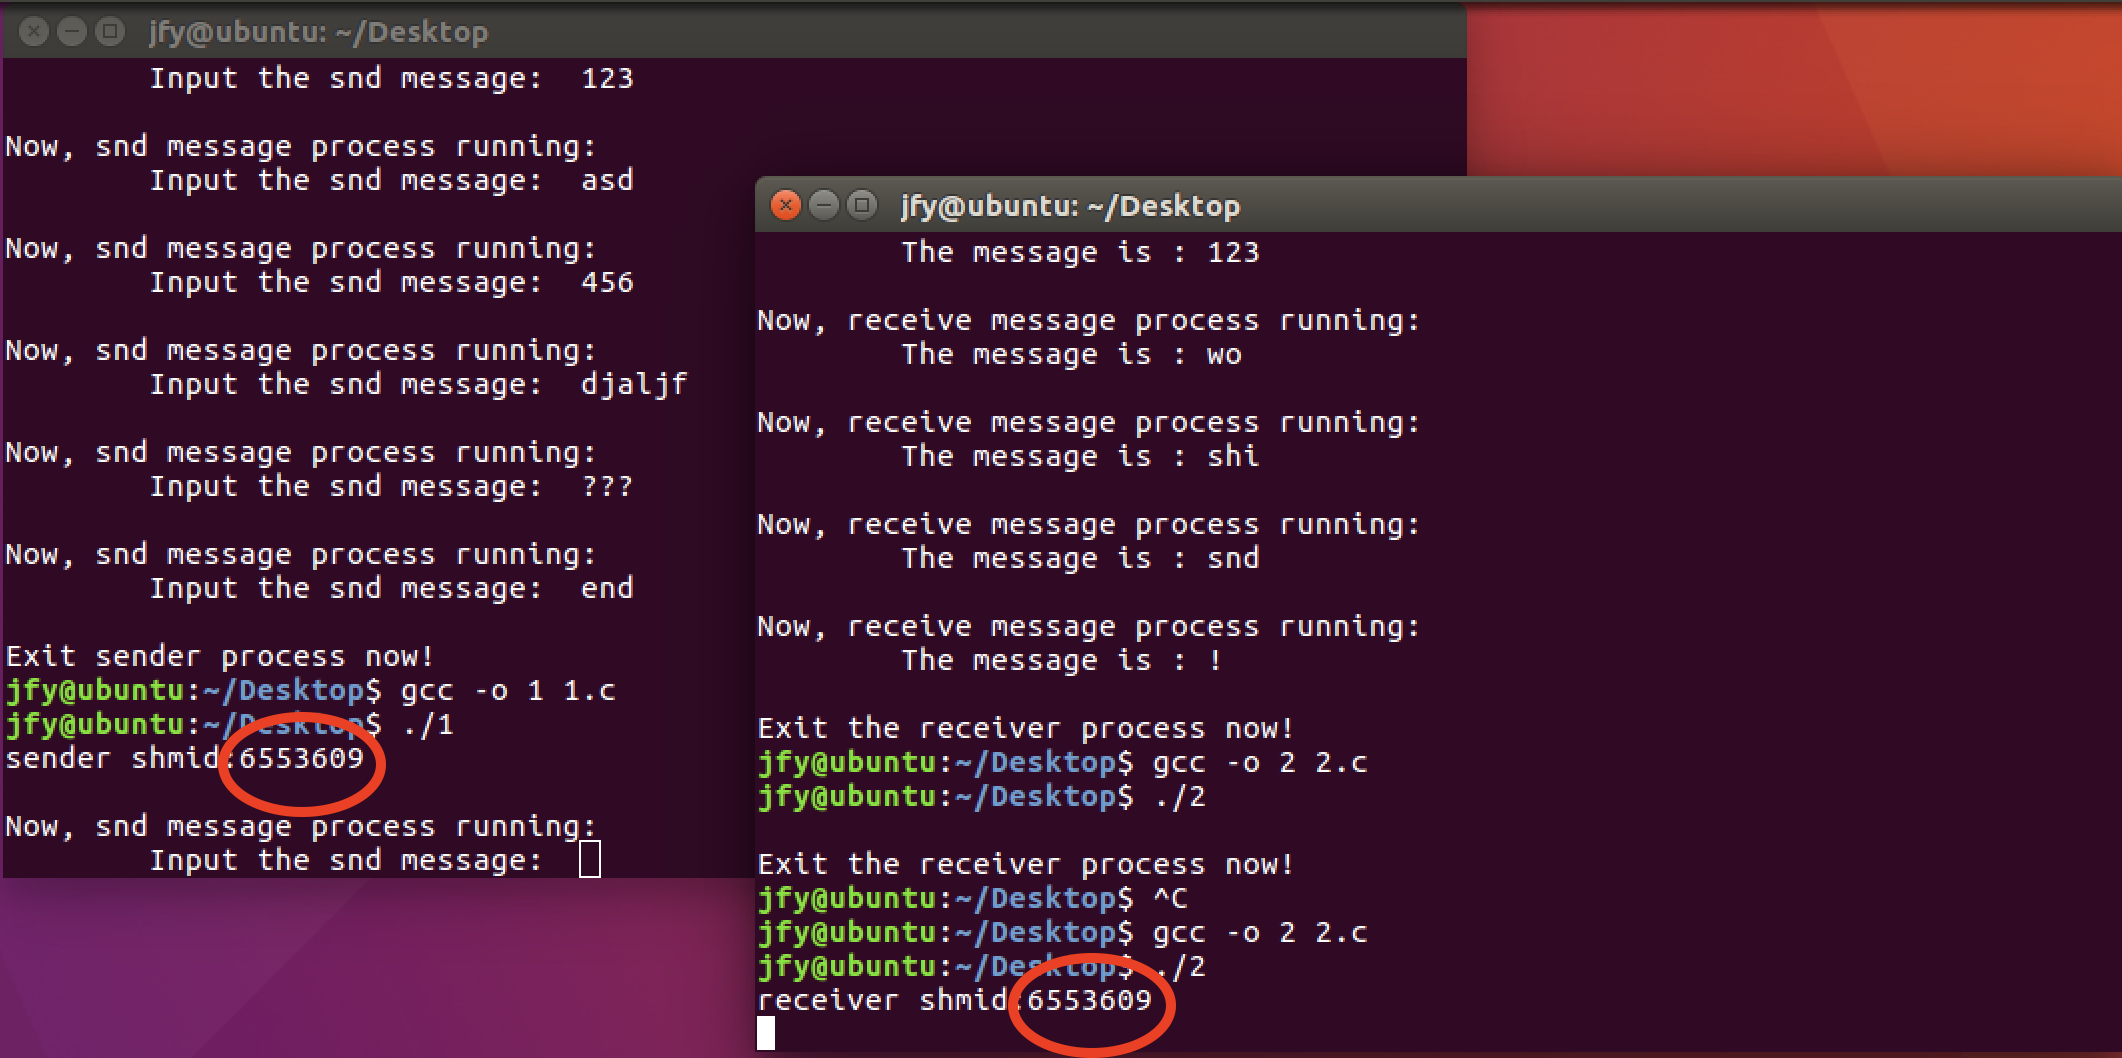 jfy@ubuntu: ~/Desktop
Input the snd message:  123
Now, snd message process running:
Input the snd message:  asd
Now, snd message process running:
Input the snd message:  456
Now, snd message process running:
Input the snd message:  djaljf
Now, snd message process running:
Input the snd message:  ???
Now, snd message process running:
Input the snd message:  end
Exit sender process now!
jfy@ubuntu:~/Desktop$ gcc -o 1 1.c
jfy@ubuntu:~/Desktop$ ./1
sender shmid:6553609
Now, snd message process running:
Input the snd message:
jfy@ubuntu: ~/Desktop
The message is : 123
Now, receive message process running:
The message is : wo
Now, receive message process running:
The message is : shi
Now, receive message process running:
The message is : snd
Now, receive message process running:
The message is : !
Exit the receiver process now!
jfy@ubuntu:~/Desktop$ gcc -o 2 2.c
jfy@ubuntu:~/Desktop$ ./2
Exit the receiver process now!
jfy@ubuntu:~/Desktop$ ^C
jfy@ubuntu:~/Desktop$ gcc -o 2 2.c
jfy@ubuntu:~/Desktop$ ./2
receiver shmid:6553609